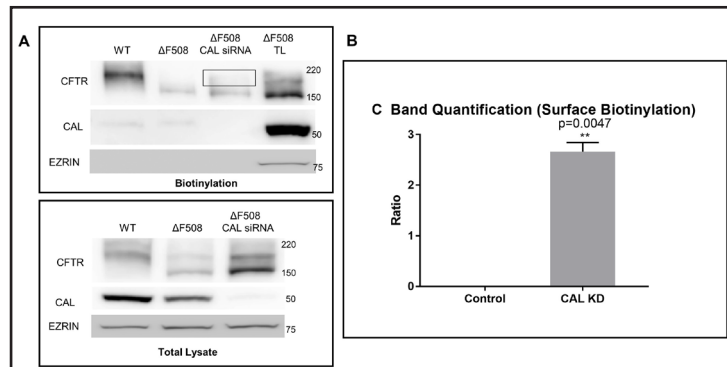 A
WT
ΔF508
ΔF508
CAL siRNA
ΔF508
TL
CFTR
220
150
CAL
50
EZRIN
75
Biotinylation
WT
ΔF508
ΔF508
CAL siRNA
CFTR
220
150
CAL
50
EZRIN
75
Total Lysate
B
C Band Quantification (Surface Biotinylation)
p=0.0047
**
3
2
1
0
Ratio
Control
CAL KD